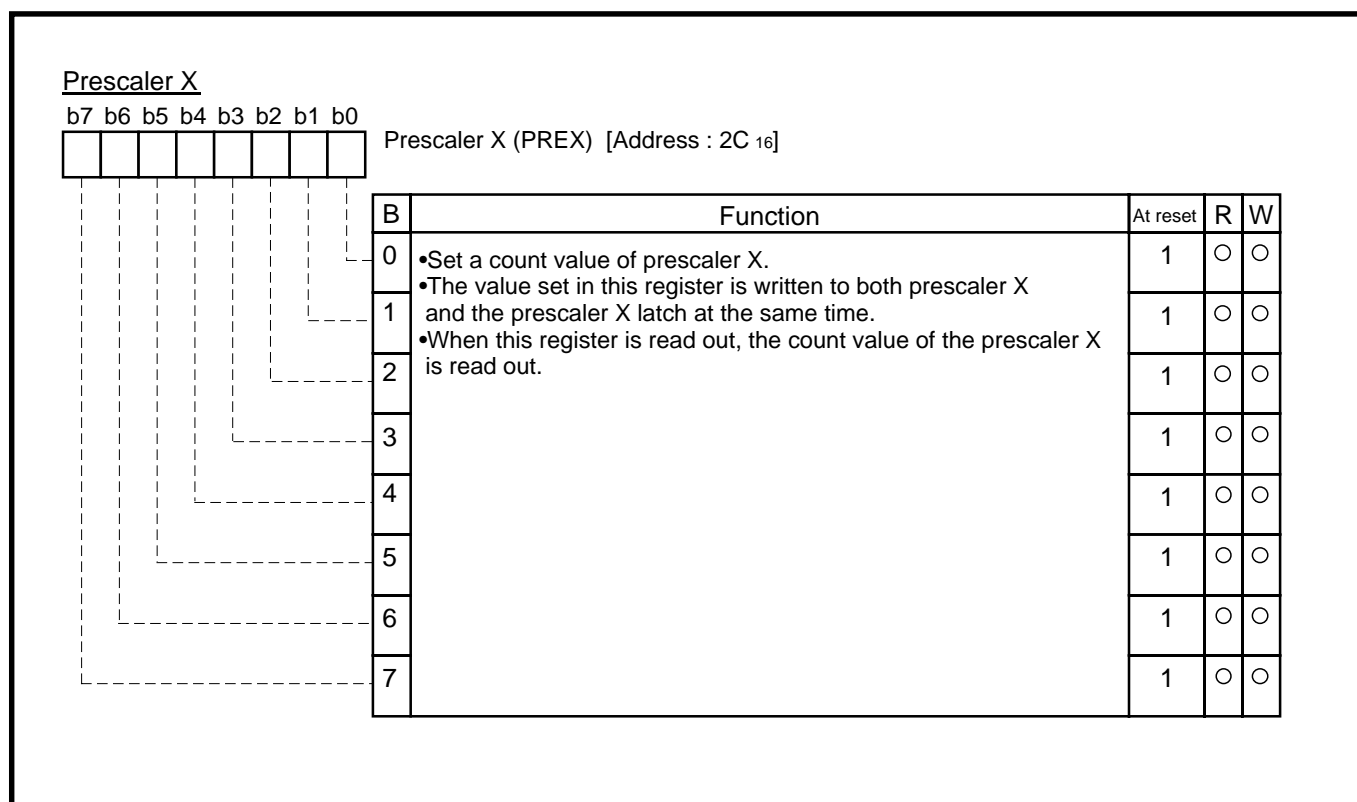 Prescaler X
b7 b6 b5 b4 b3 b2 b1 b0
Prescaler X (PREX) [Address : 2C 16]
B Function At reset R W
0 •Set a count value of prescaler X. 1 ○ ○
•The value set in this register is written to both prescaler X
1 and the prescaler X latch at the same time. 1 ○ ○
•When this register is read out, the count value of the prescaler X
2 is read out. 1 ○ ○
3 1 ○ ○
4 1 ○ ○
5 1 ○ ○
6 1 ○ ○
7 1 ○ ○